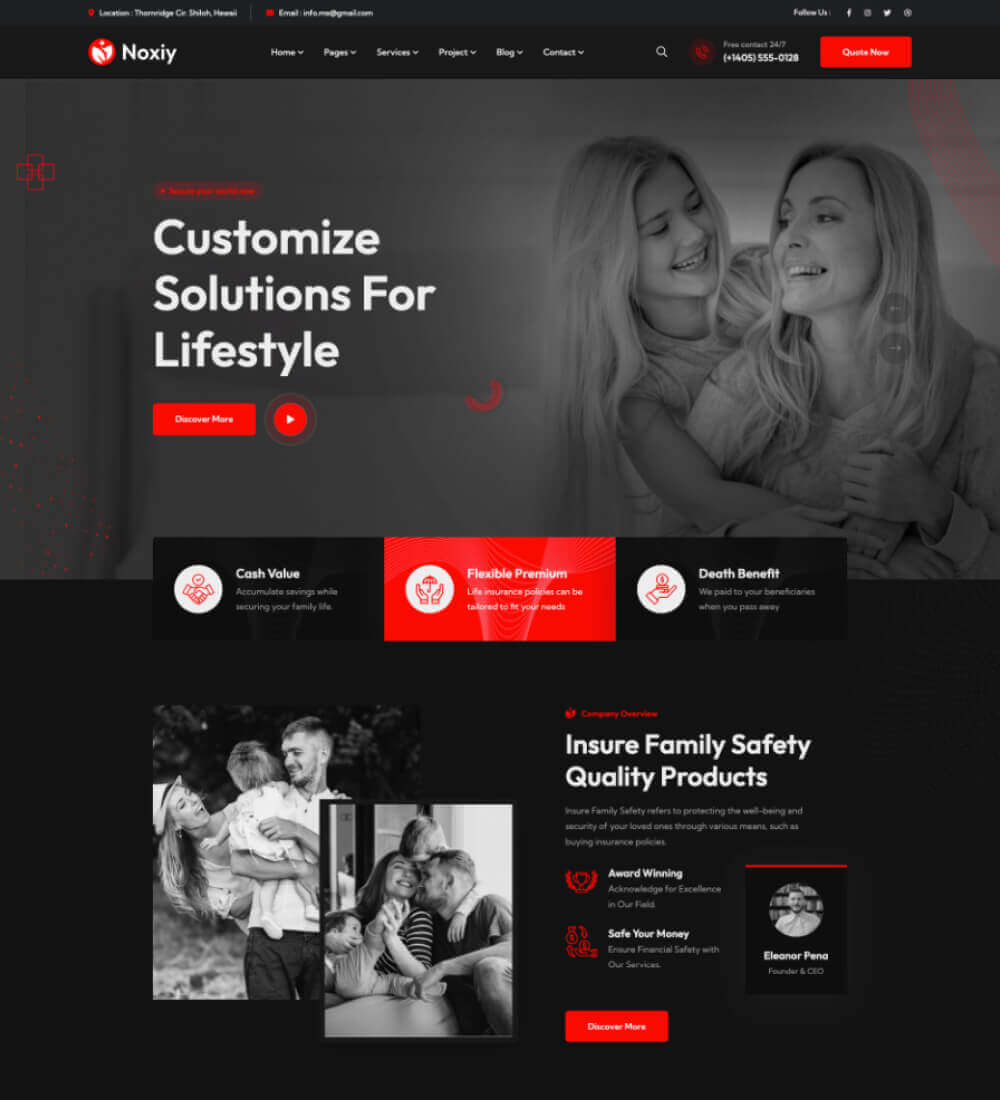 Location : Thornridge Cir. Shiloh, Hawaii
Email : info.ma@gmail.com
Follow Us :
Noxiy
Home
Pages
Services
Project
Blog
Contact
Free contact 24/7
(+1405) 555-0128
Quote Now
Secure your world now
Customize
Solutions For
Lifestyle
Discover More
Cash Value
Accumulate savings while
securing your family life.
Flexible Premium
Life insurance policies can be
tailored to fit your needs
Death Benefit
We paid to your beneficiaries
when you pass away
Company Overview
Insure Family Safety
Quality Products
Insure Family Safety refers to protecting the well-being and
security of your loved ones through various means, such as
buying insurance policies.
Award Winning
Acknowledge for Excellence
in Our Field.
Safe Your Money
Ensure Financial Safety with
Our Services.
Eleanor Pena
Founder & CEO
Discover More